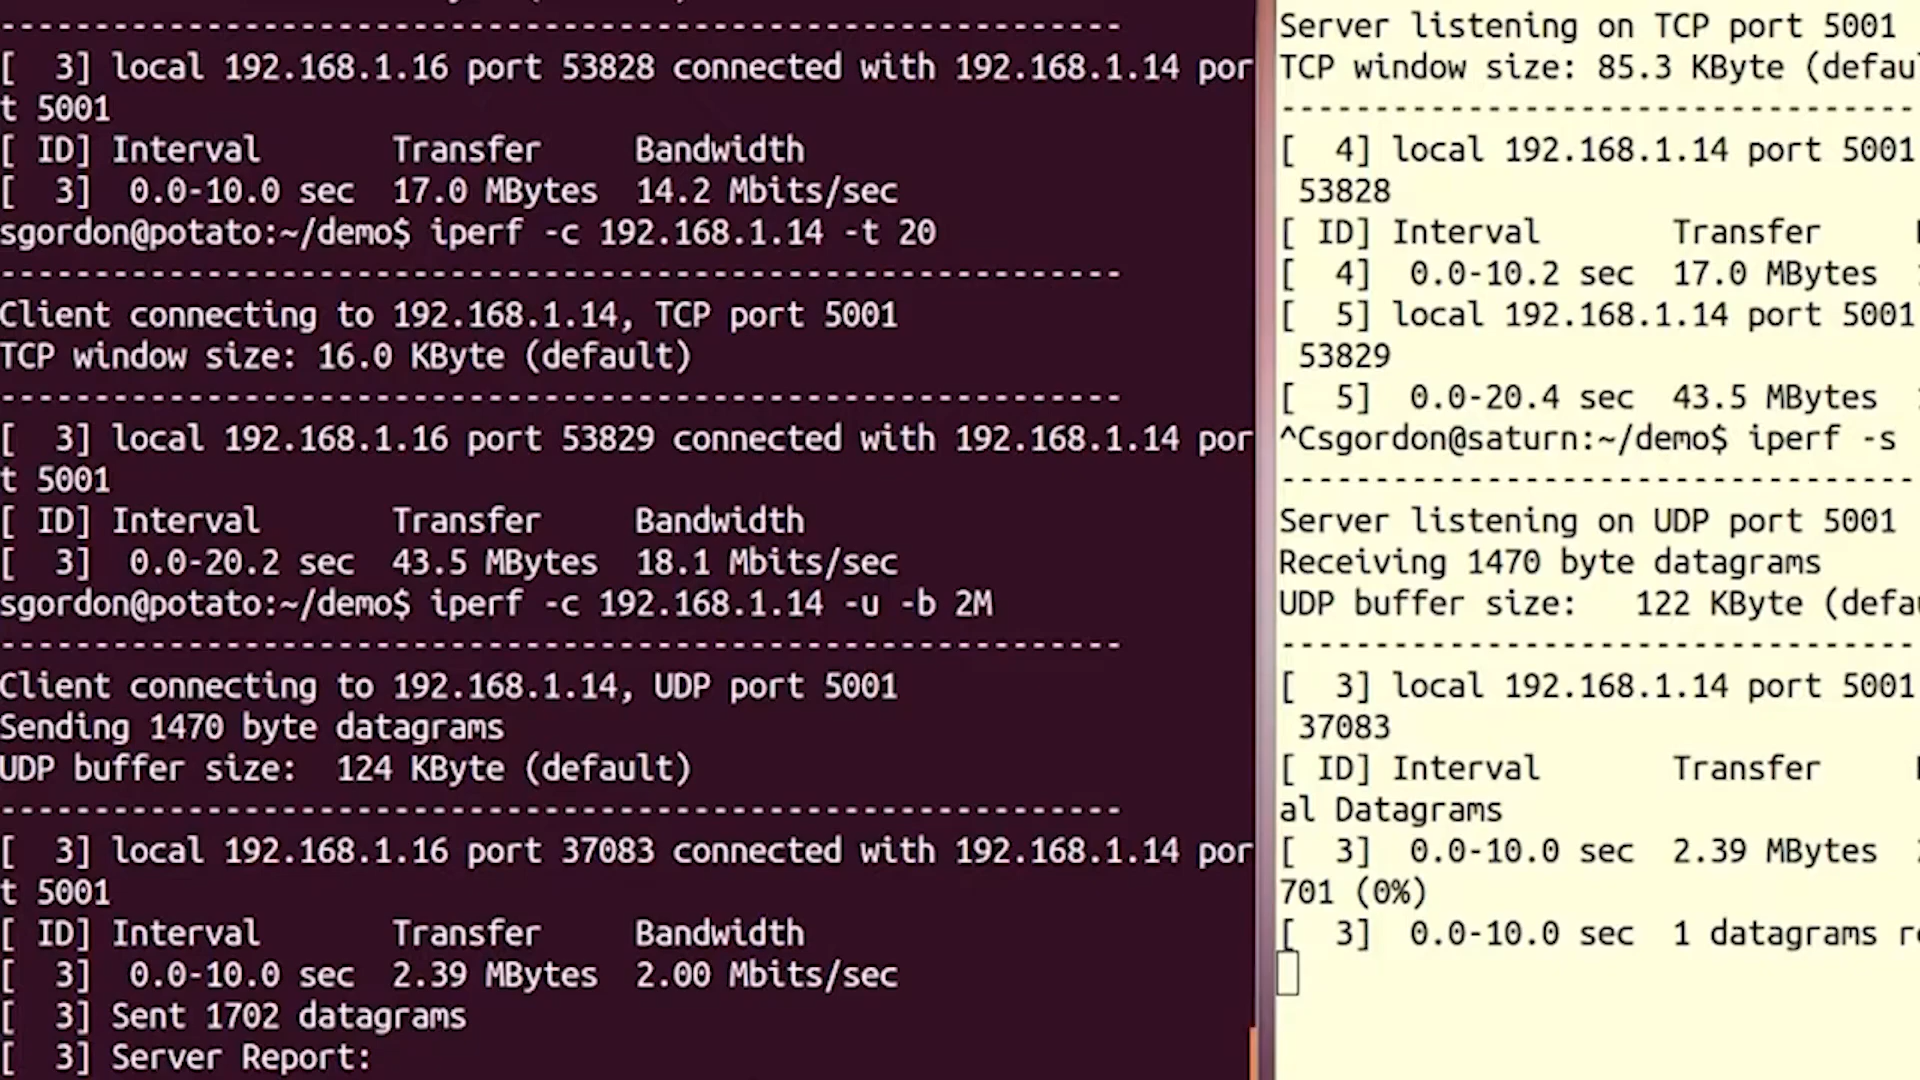 ------------------------------------------------------------
[  3] local 192.168.1.16 port 53828 connected with 192.168.1.14 por
t 5001
[ ID] Interval       Transfer     Bandwidth
[  3]  0.0-10.0 sec  17.0 MBytes  14.2 Mbits/sec
sgordon@potato:~/demo$ iperf -c 192.168.1.14 -t 20
------------------------------------------------------------
Client connecting to 192.168.1.14, TCP port 5001
TCP window size: 16.0 KByte (default)
------------------------------------------------------------
[  3] local 192.168.1.16 port 53829 connected with 192.168.1.14 por
t 5001
[ ID] Interval       Transfer     Bandwidth
[  3]  0.0-20.2 sec  43.5 MBytes  18.1 Mbits/sec
sgordon@potato:~/demo$ iperf -c 192.168.1.14 -u -b 2M
------------------------------------------------------------
Client connecting to 192.168.1.14, UDP port 5001
Sending 1470 byte datagrams
UDP buffer size:  124 KByte (default)
------------------------------------------------------------
[  3] local 192.168.1.16 port 37083 connected with 192.168.1.14 por
t 5001
[ ID] Interval       Transfer     Bandwidth
[  3]  0.0-10.0 sec  2.39 MBytes  2.00 Mbits/sec
[  3] Sent 1702 datagrams
[  3] Server Report:
Server listening on TCP port 5001
TCP window size: 85.3 KByte (defaul
----------------------------------
[  4] local 192.168.1.14 port 5001
 53828
[ ID] Interval       Transfer
[  4]  0.0-10.2 sec  17.0 MBytes
[  5] local 192.168.1.14 port 5001
 53829
[  5]  0.0-20.4 sec  43.5 MBytes
^Csgordon@saturn:~/demo$ iperf -s
----------------------------------
Server listening on UDP port 5001
Receiving 1470 byte datagrams
UDP buffer size:   122 KByte (defau
----------------------------------
[  3] local 192.168.1.14 port 5001
 37083
[ ID] Interval       Transfer
al Datagrams
[  3]  0.0-10.0 sec  2.39 MBytes
701 (0%)
[  3]  0.0-10.0 sec  1 datagrams re